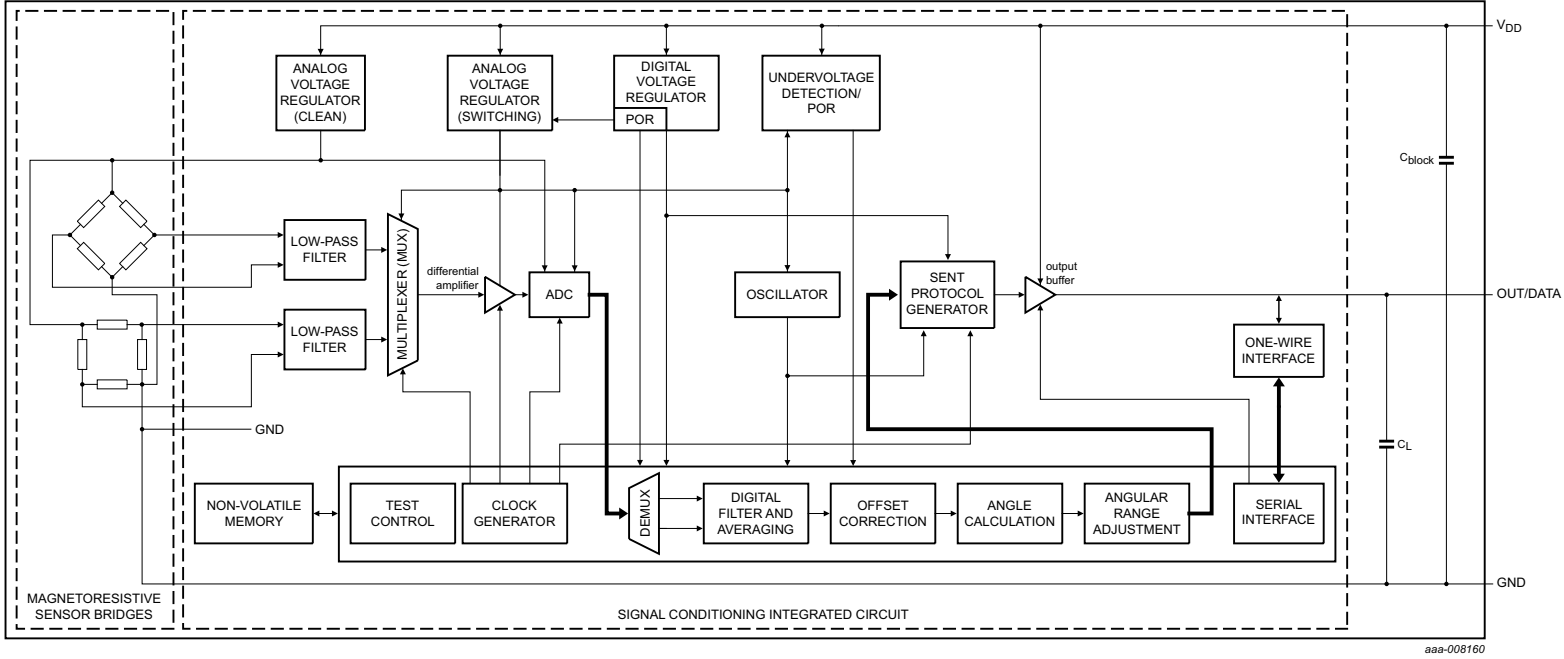 VDD
ANALOG
VOLTAGE
REGULATOR
(CLEAN)
ANALOG
VOLTAGE
REGULATOR
(SWITCHING)
DIGITAL
VOLTAGE
REGULATOR
POR
UNDERVOLTAGE
DETECTION/
POR
Cblock
LOW-PASS
FILTER
LOW-PASS
FILTER
MULTIPLEXER (MUX)
differential
amplifier
ADC
OSCILLATOR
SENT
PROTOCOL
GENERATOR
output
buffer
OUT/DATA
ONE-WIRE
INTERFACE
GND
CL
NON-VOLATILE
MEMORY
TEST
CONTROL
CLOCK
GENERATOR
DEMUX
DIGITAL
FILTER AND
AVERAGING
OFFSET
CORRECTION
ANGLE
CALCULATION
ANGULAR
RANGE
ADJUSTMENT
SERIAL
INTERFACE
GND
MAGNETORESISTIVE
SENSOR BRIDGES
SIGNAL CONDITIONING INTEGRATED CIRCUIT
aaa-008160